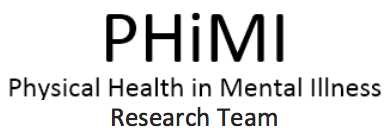 PHiMI
Physical Health in Mental Illness
Research Team